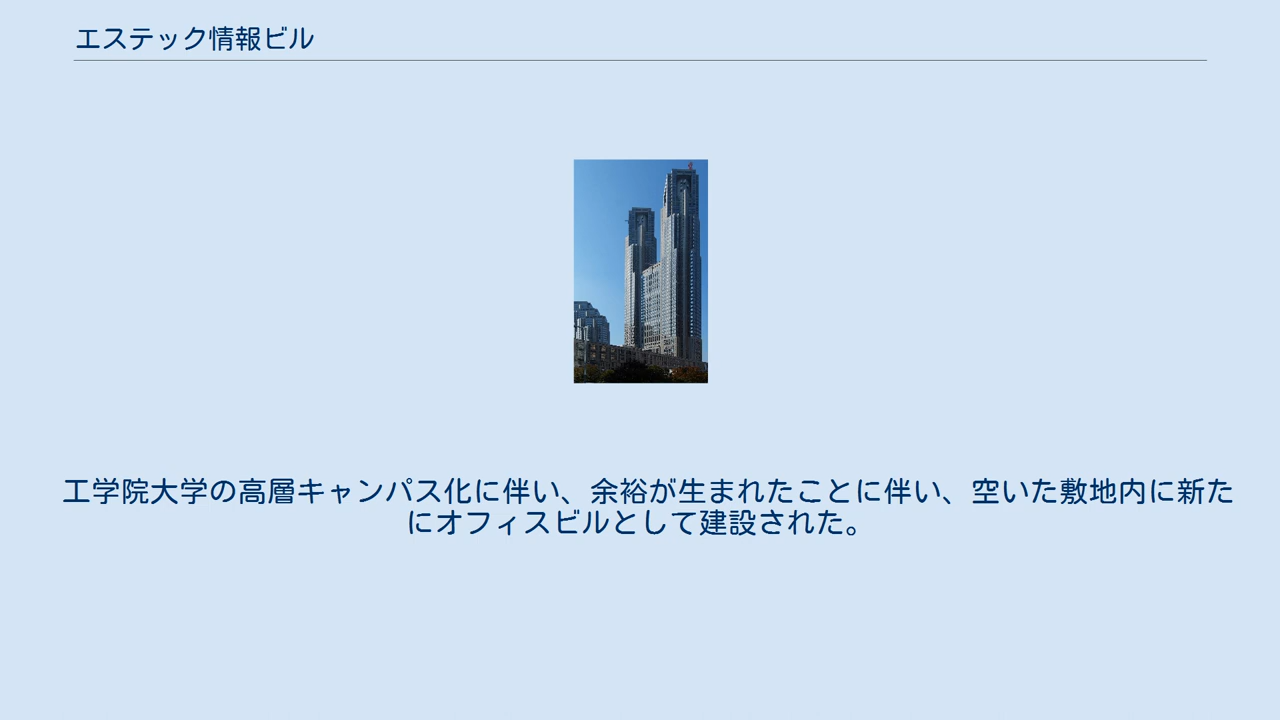 エステック情報ビル
工学院大学の高層キャンパス化に伴い、余裕が生まれたことに伴い、空いた敷地内に新た
にオフィスビルとして建設された。